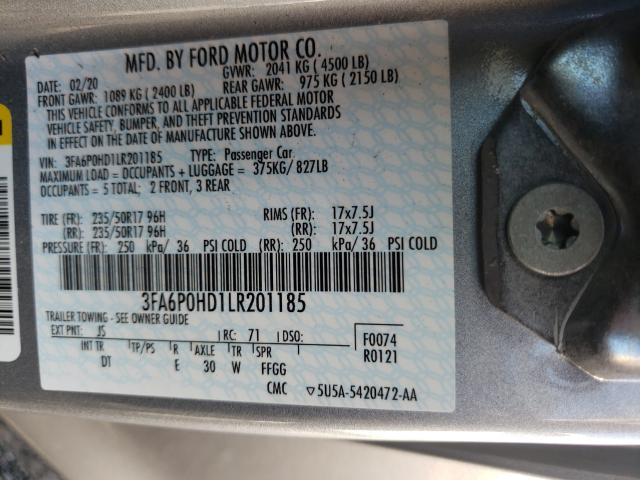 MFD. BY FORD MOTOR CO.
DATE: 02/20 GVWR: 2041 KG ( 4500 LB)
FRONT GAWR: 1089 KG ( 2400 LB) REAR GAWR: 975 KG ( 2150 LB)
THIS VEHICLE CONFORMS TO ALL APPLICABLE FEDERAL MOTOR
VEHICLE SAFETY, BUMPER, AND THEFT PREVENTION STANDARDS
IN EFFECT ON THE DATE OF MANUFACTURE SHOWN ABOVE.
VIN: 3FA6P0HD1LR201185 TYPE: Passenger Car
MAXIMUM LOAD = OCCUPANTS + LUGGAGE = 375KG/ 827LB
OCCUPANTS = 5 TOTAL: 2 FRONT, 3 REAR
TIRE (FR): 235/50R17 96H RIMS (FR): 17x7.5J
(RR): 235/50R17 96H (RR): 17x7.5J
PRESSURE (FR): 250 kPa/ 36 PSI COLD (RR): 250 kPa/ 36 PSI COLD
3FA6P0HD1LR201185
TRAILER TOWING - SEE OWNER GUIDE
EXT PNT: JS RC: 71 DSO: F0074
INT TR TP/PS R AXLE TR SPR R0121
DT E 30 W FFGG
CMC ▽5U5A-5420472-AA